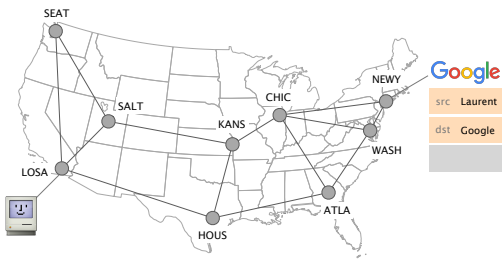 SEAT
Google
NEWY
src Laurent
CHIC
SALT
KANS
dst Google
WASH
LOSA
ATLA
HOUS